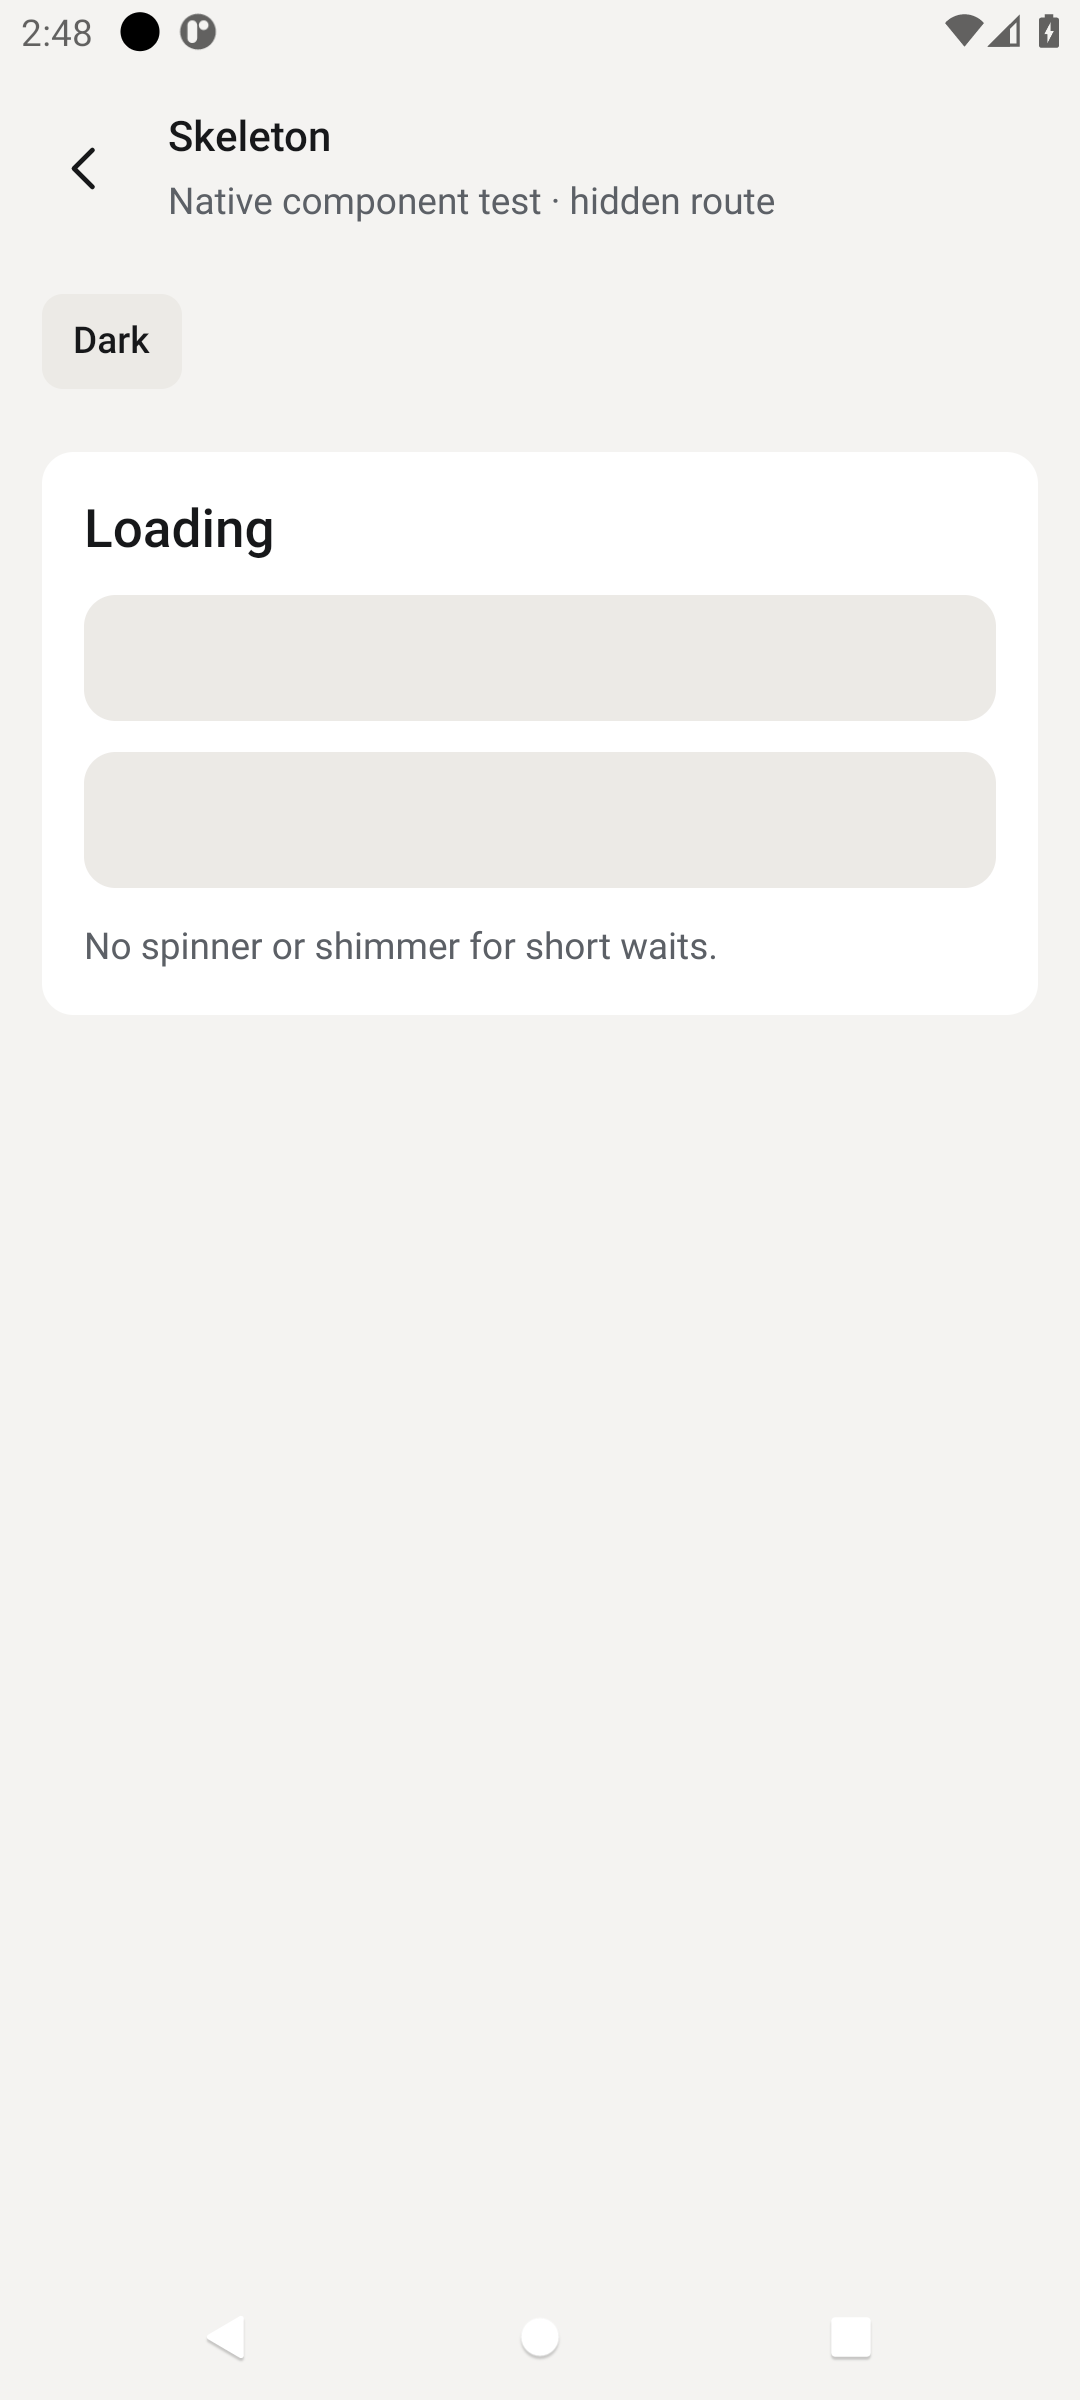 2:48
Skeleton
Native component test · hidden route
Dark
Loading
No spinner or shimmer for short waits.